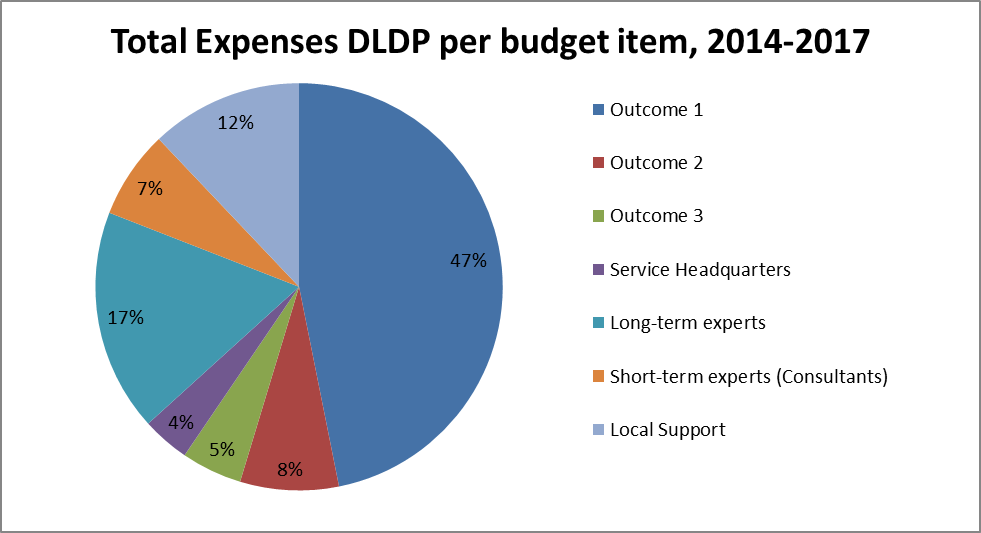 Total Expenses DLDP per budget item, 2014-2017
12%
7%
47%
17%
4%
5%
8%
Outcome 1
Outcome 2
Outcome 3
Service Headquarters
Long-term experts
Short-term experts (Consultants)
Local Support